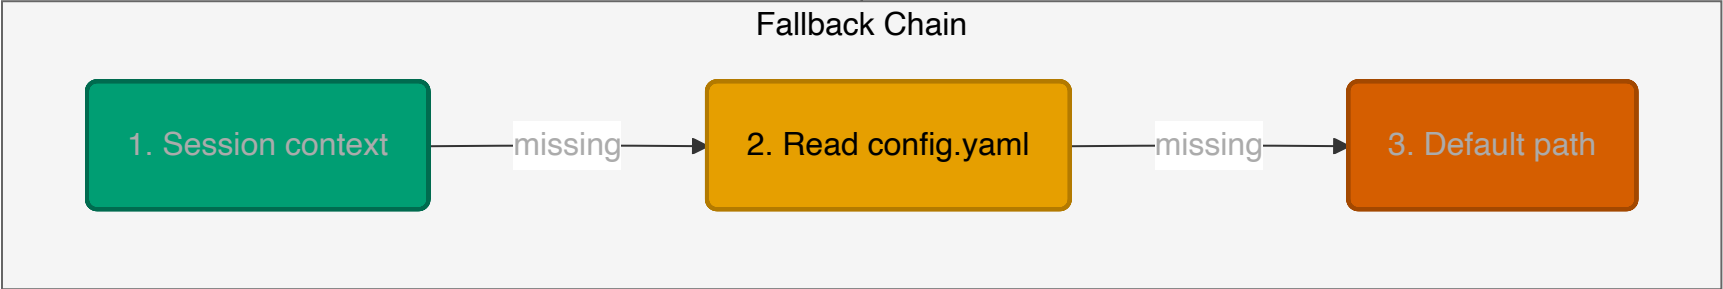 Fallback Chain
1. Session context
missing
2. Read config.yaml
missing
3. Default path